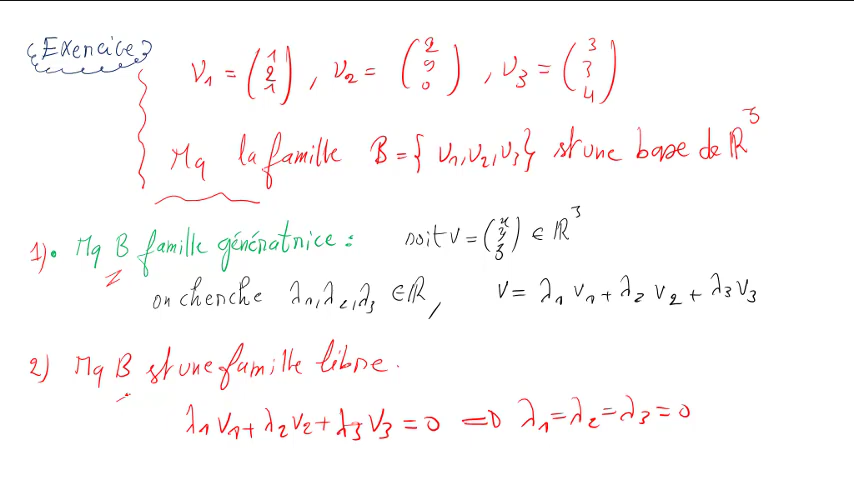 Exercice
V₁ = (1 2 1), V₂ = (2 9 0), V₃ = (3 3 4)
Mq la famille B = { V₁, V₂, V₃ } est une base de ℝ³
1) • Mq B famille génératrice : soit V = (x y z) ∈ ℝ³
on cherche λ₁, λ₂, λ₃ ∈ ℝ, V = λ₁ V₁ + λ₂ V₂ + λ₃ V₃
2) Mq B est une famille libre.
λ₁ V₁ + λ₂ V₂ + λ₃ V₃ = 0 ⇒ λ₁ = λ₂ = λ₃ = 0